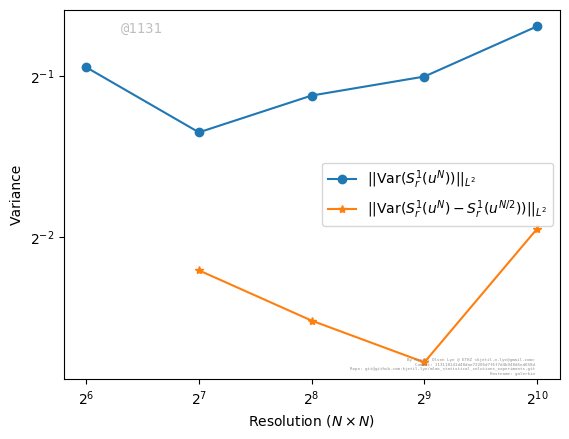 @1131
2^{-1}
2^{-2}
Variance
||Var(S_r^1(u^N))||_{L^2}
||Var(S_r^1(u^N) − S_r^1(u^{N/2}))||_{L^2}
2^6 2^7 2^8 2^9 2^{10}
Resolution (N × N)